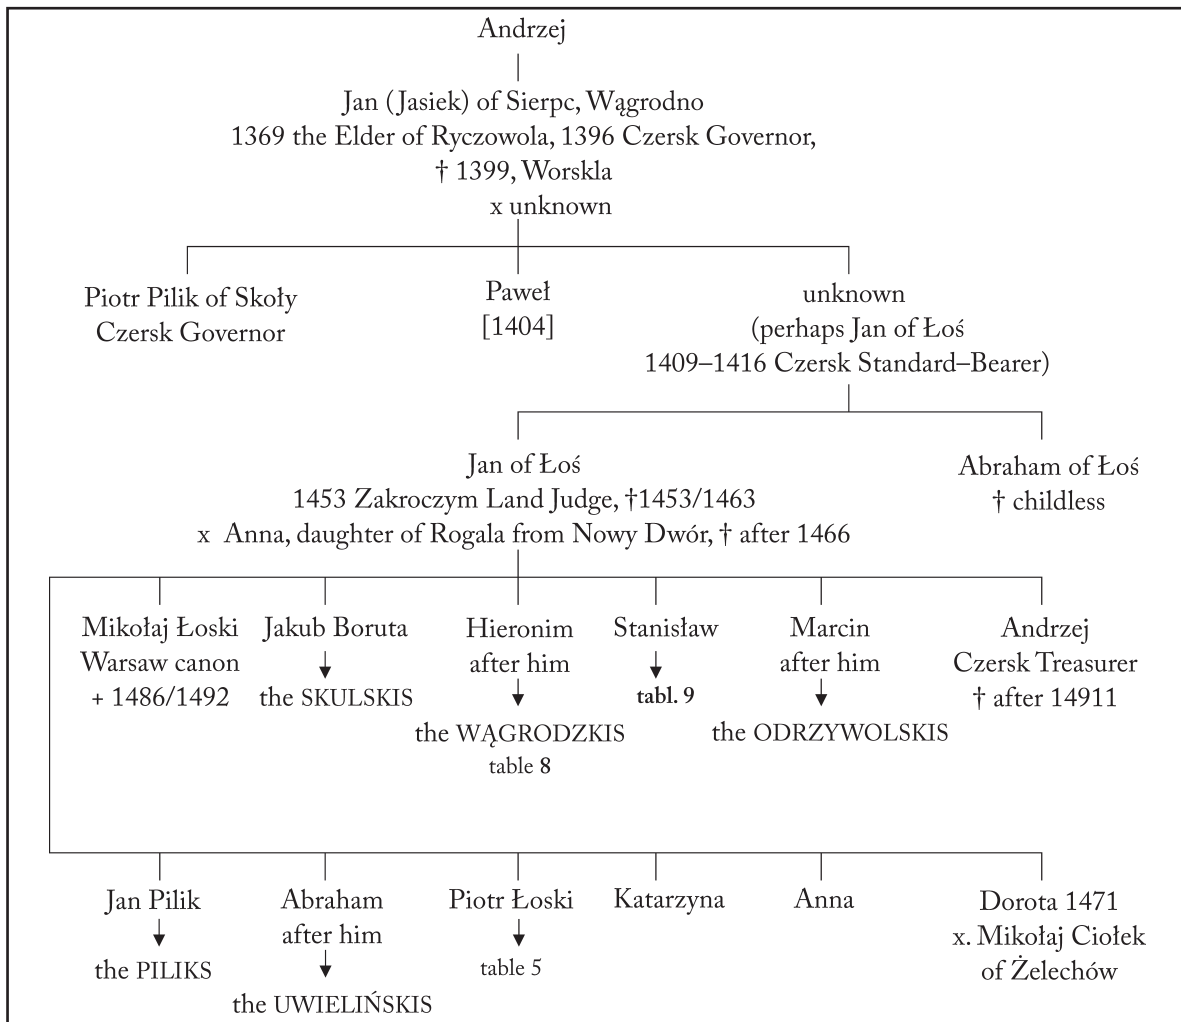 Andrzej
Jan (Jasiek) of Sierpc, Wągrodno
1369 the Elder of Ryczowola, 1396 Czersk Governor,
† 1399, Worskla
x unknown
Piotr Pilik of Skoły
Czersk Governor
Paweł
[1404]
unknown
(perhaps Jan of Łoś
1409–1416 Czersk Standard–Bearer)
Jan of Łoś
1453 Zakroczym Land Judge, †1453/1463
x Anna, daughter of Rogala from Nowy Dwór, † after 1466
Abraham of Łoś
† childless
Mikołaj Łoski
Warsaw canon
+ 1486/1492
Jakub Boruta
the SKULSKIS
Hieronim
after him
the WĄGRODZKIS
table 8
Stanisław
tabl. 9
Marcin
after him
the ODRZYWOLSKIS
Andrzej
Czersk Treasurer
† after 14911
Jan Pilik
the PILIKS
Abraham
after him
the UWIELIŃSKIS
Piotr Łoski
table 5
Katarzyna
Anna
Dorota 1471
x. Mikołaj Ciołek
of Żelechów